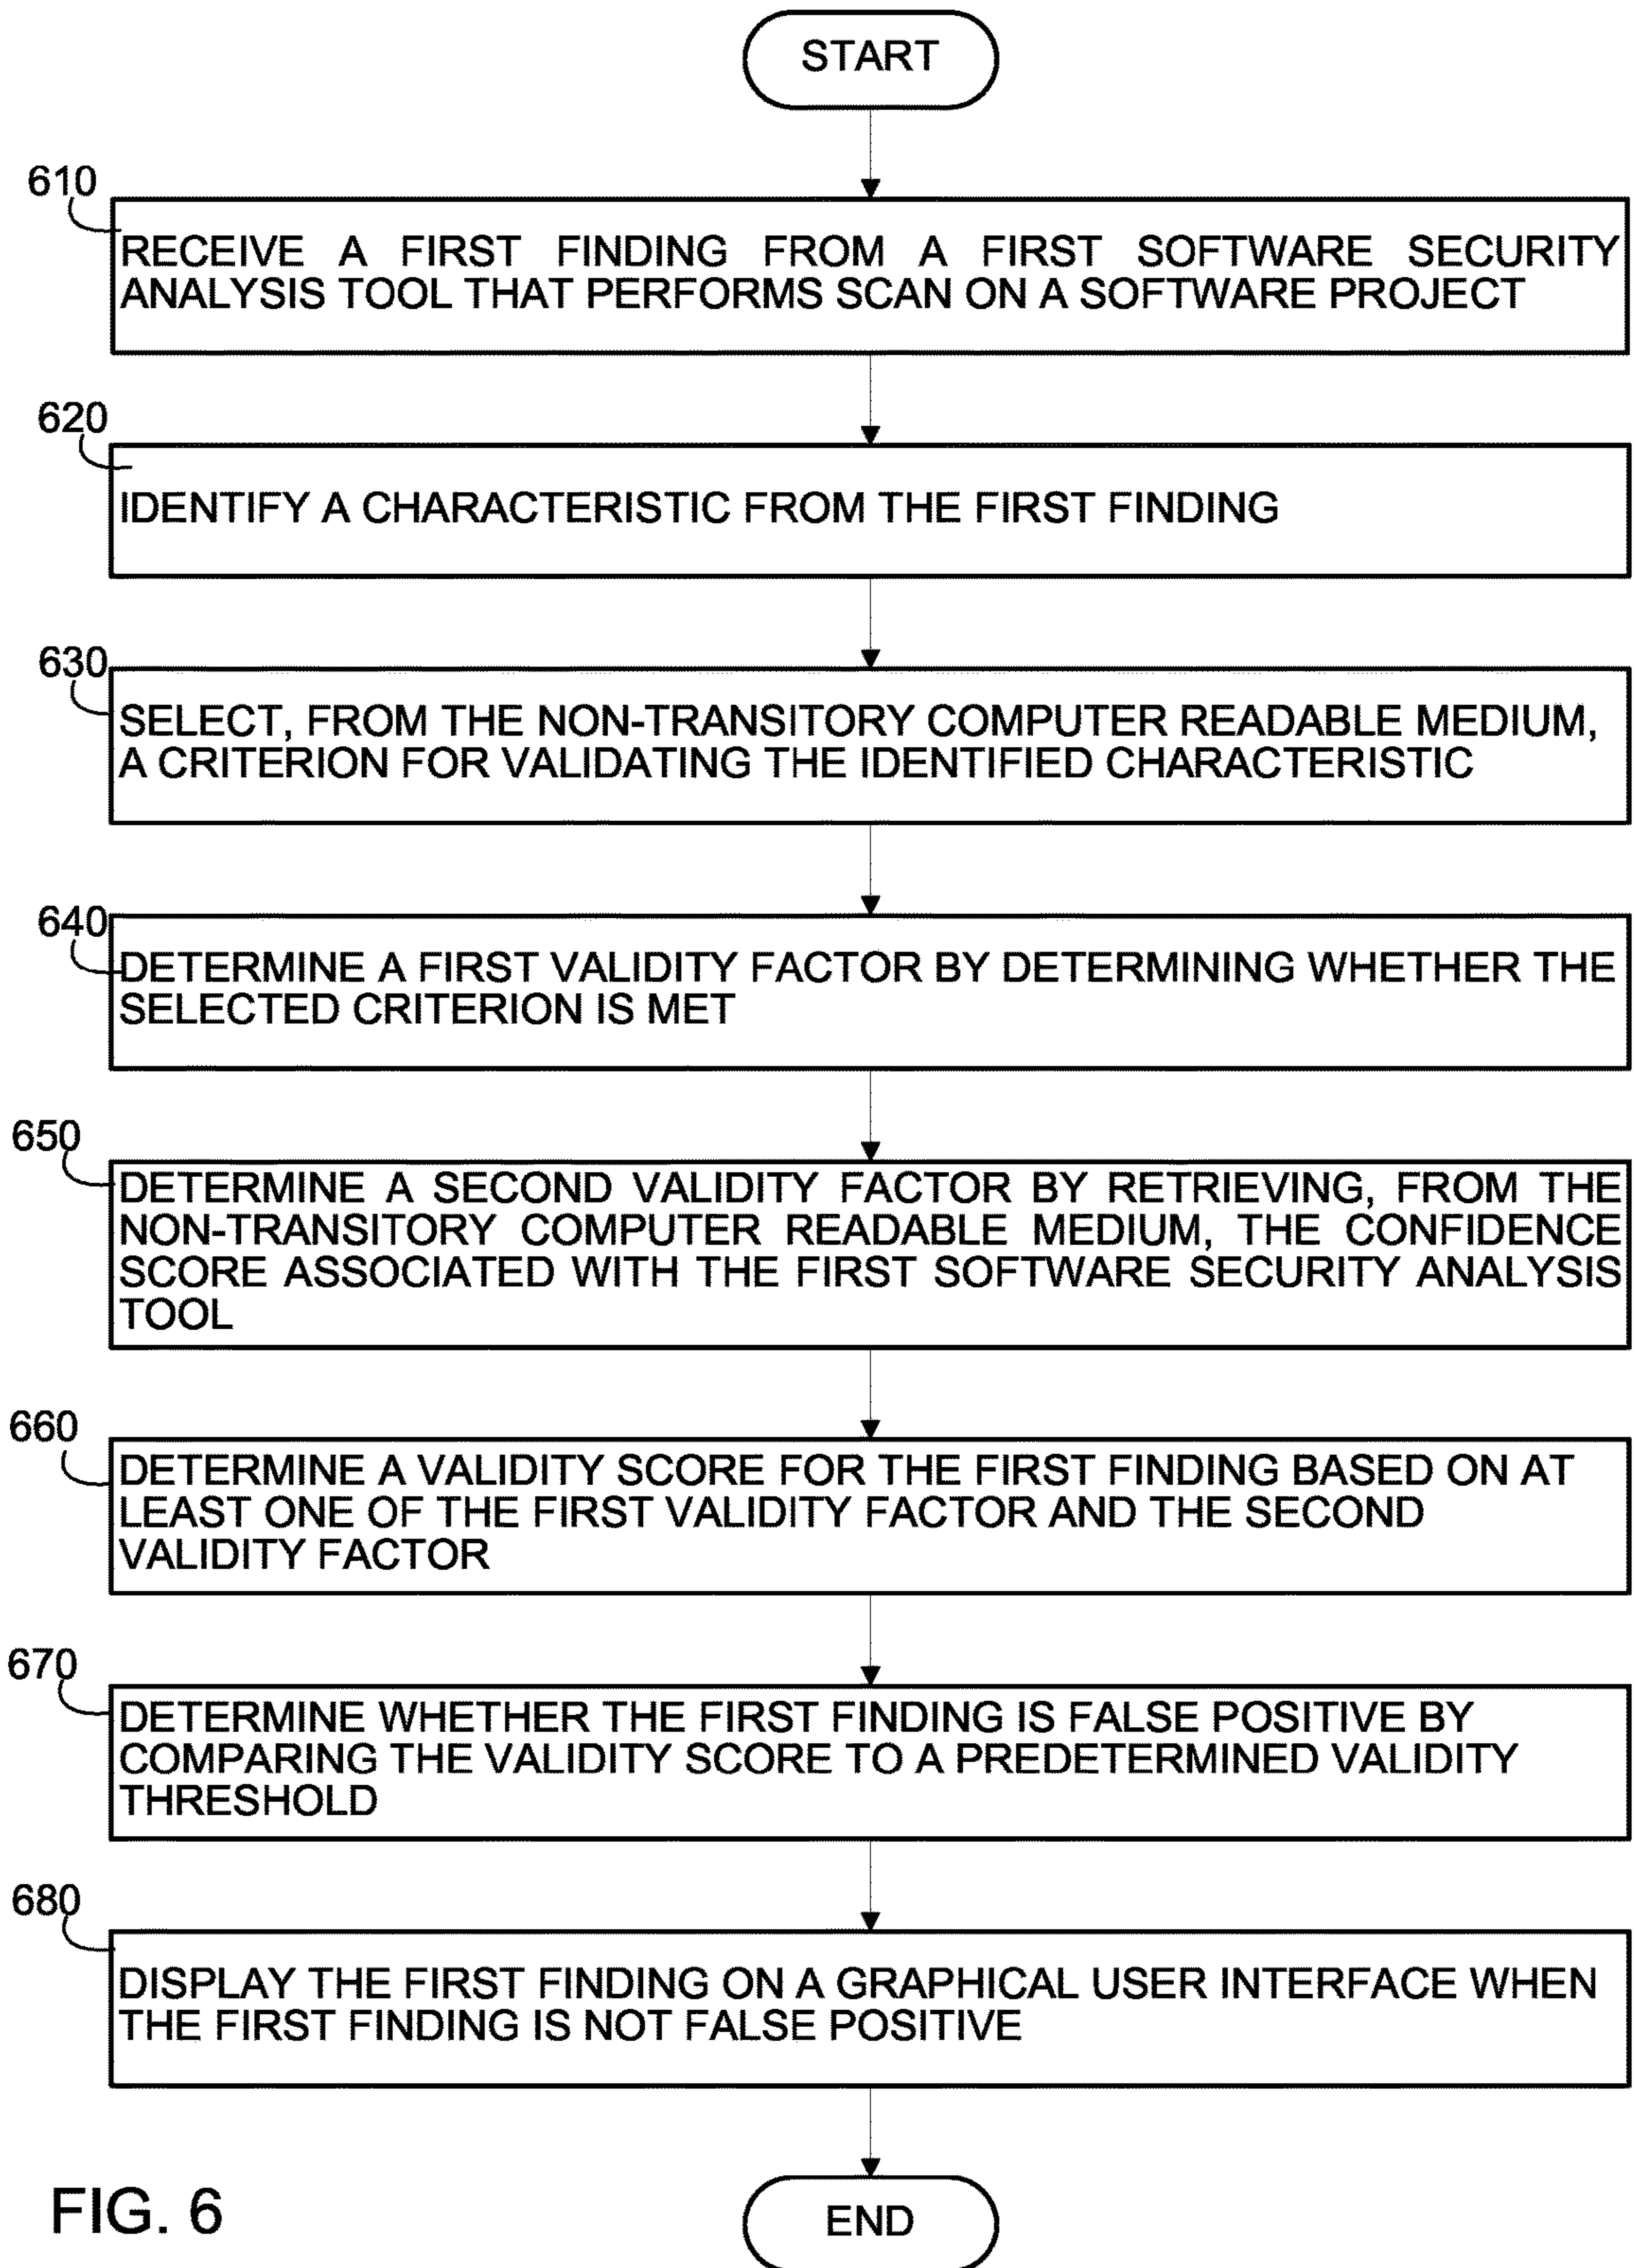 START
610
RECEIVE A FIRST FINDING FROM A FIRST SOFTWARE SECURITY
ANALYSIS TOOL THAT PERFORMS SCAN ON A SOFTWARE PROJECT
620
IDENTIFY A CHARACTERISTIC FROM THE FIRST FINDING
630
SELECT, FROM THE NON-TRANSITORY COMPUTER READABLE MEDIUM,
A CRITERION FOR VALIDATING THE IDENTIFIED CHARACTERISTIC
640
DETERMINE A FIRST VALIDITY FACTOR BY DETERMINING WHETHER THE
SELECTED CRITERION IS MET
650
DETERMINE A SECOND VALIDITY FACTOR BY RETRIEVING, FROM THE
NON-TRANSITORY COMPUTER READABLE MEDIUM, THE CONFIDENCE
SCORE ASSOCIATED WITH THE FIRST SOFTWARE SECURITY ANALYSIS
TOOL
660
DETERMINE A VALIDITY SCORE FOR THE FIRST FINDING BASED ON AT
LEAST ONE OF THE FIRST VALIDITY FACTOR AND THE SECOND
VALIDITY FACTOR
670
DETERMINE WHETHER THE FIRST FINDING IS FALSE POSITIVE BY
COMPARING THE VALIDITY SCORE TO A PREDETERMINED VALIDITY
THRESHOLD
680
DISPLAY THE FIRST FINDING ON A GRAPHICAL USER INTERFACE WHEN
THE FIRST FINDING IS NOT FALSE POSITIVE
END
FIG. 6